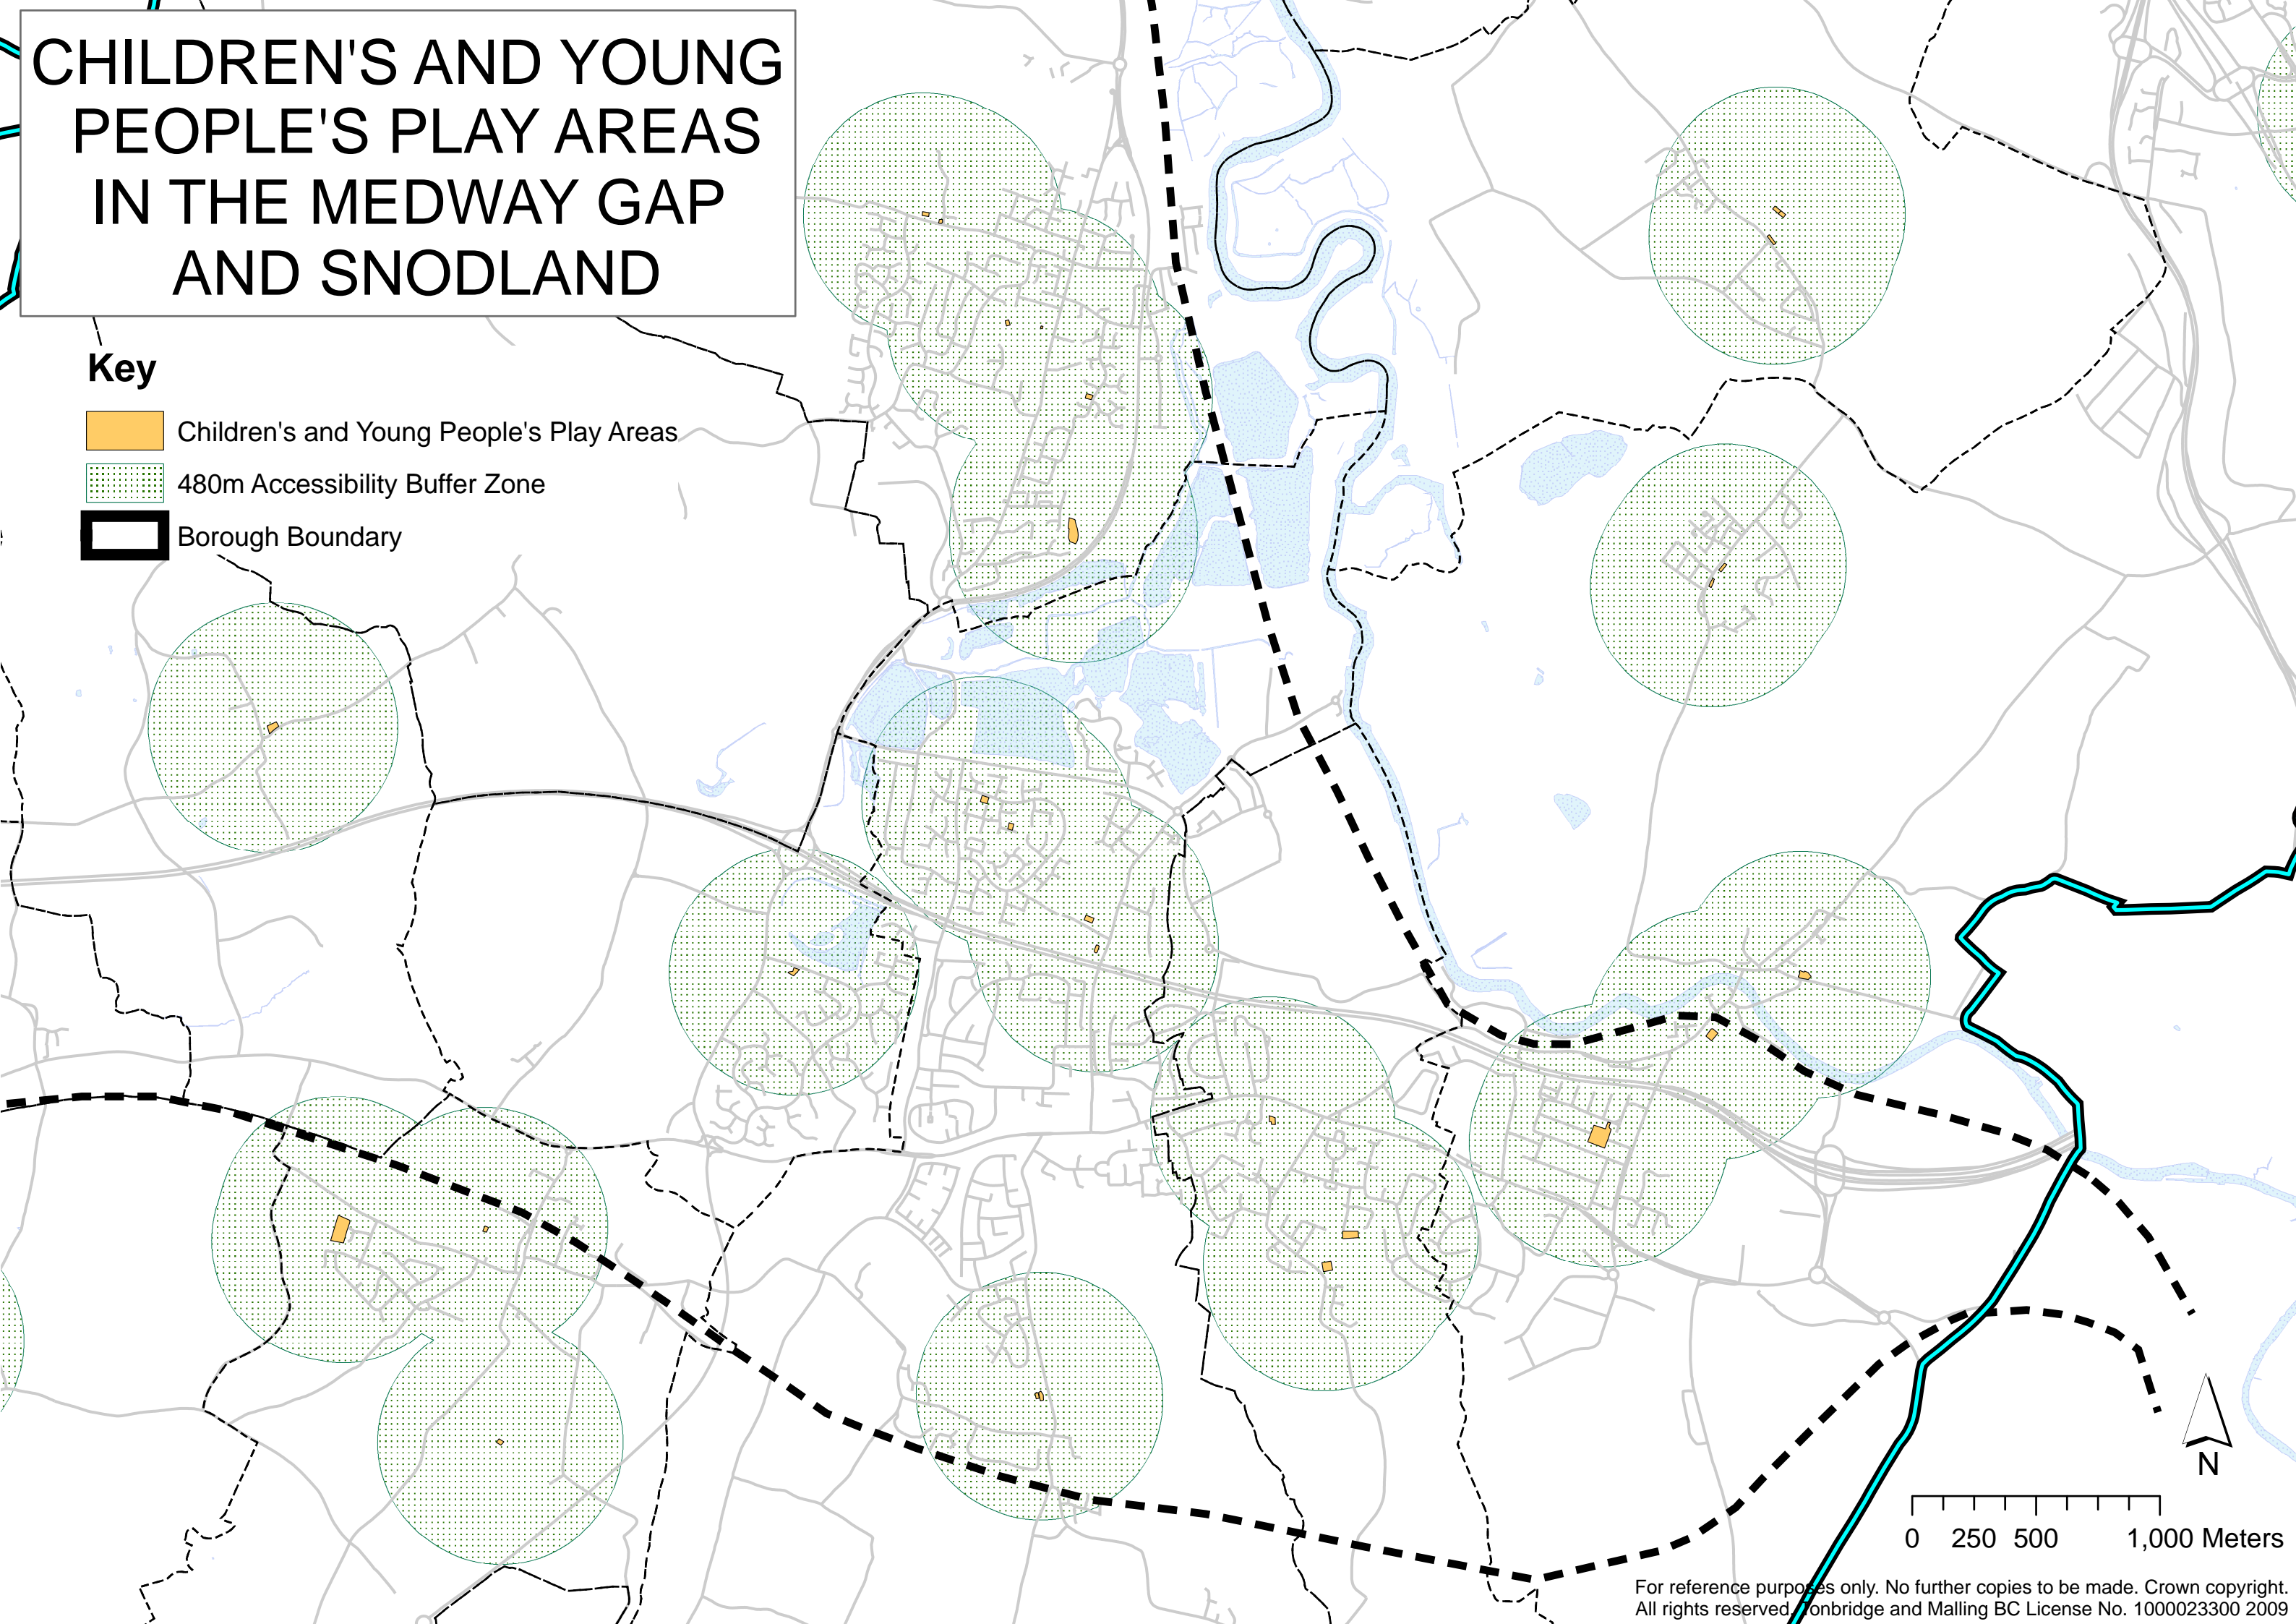 CHILDREN'S AND YOUNG
PEOPLE'S PLAY AREAS
IN THE MEDWAY GAP
AND SNODLAND
Key
Children's and Young People's Play Areas
480m Accessibility Buffer Zone
Borough Boundary
N
0 250 500 1,000 Meters
For reference purposes only. No further copies to be made. Crown copyright.
All rights reserved. Tonbridge and Malling BC License No. 1000023300 2009